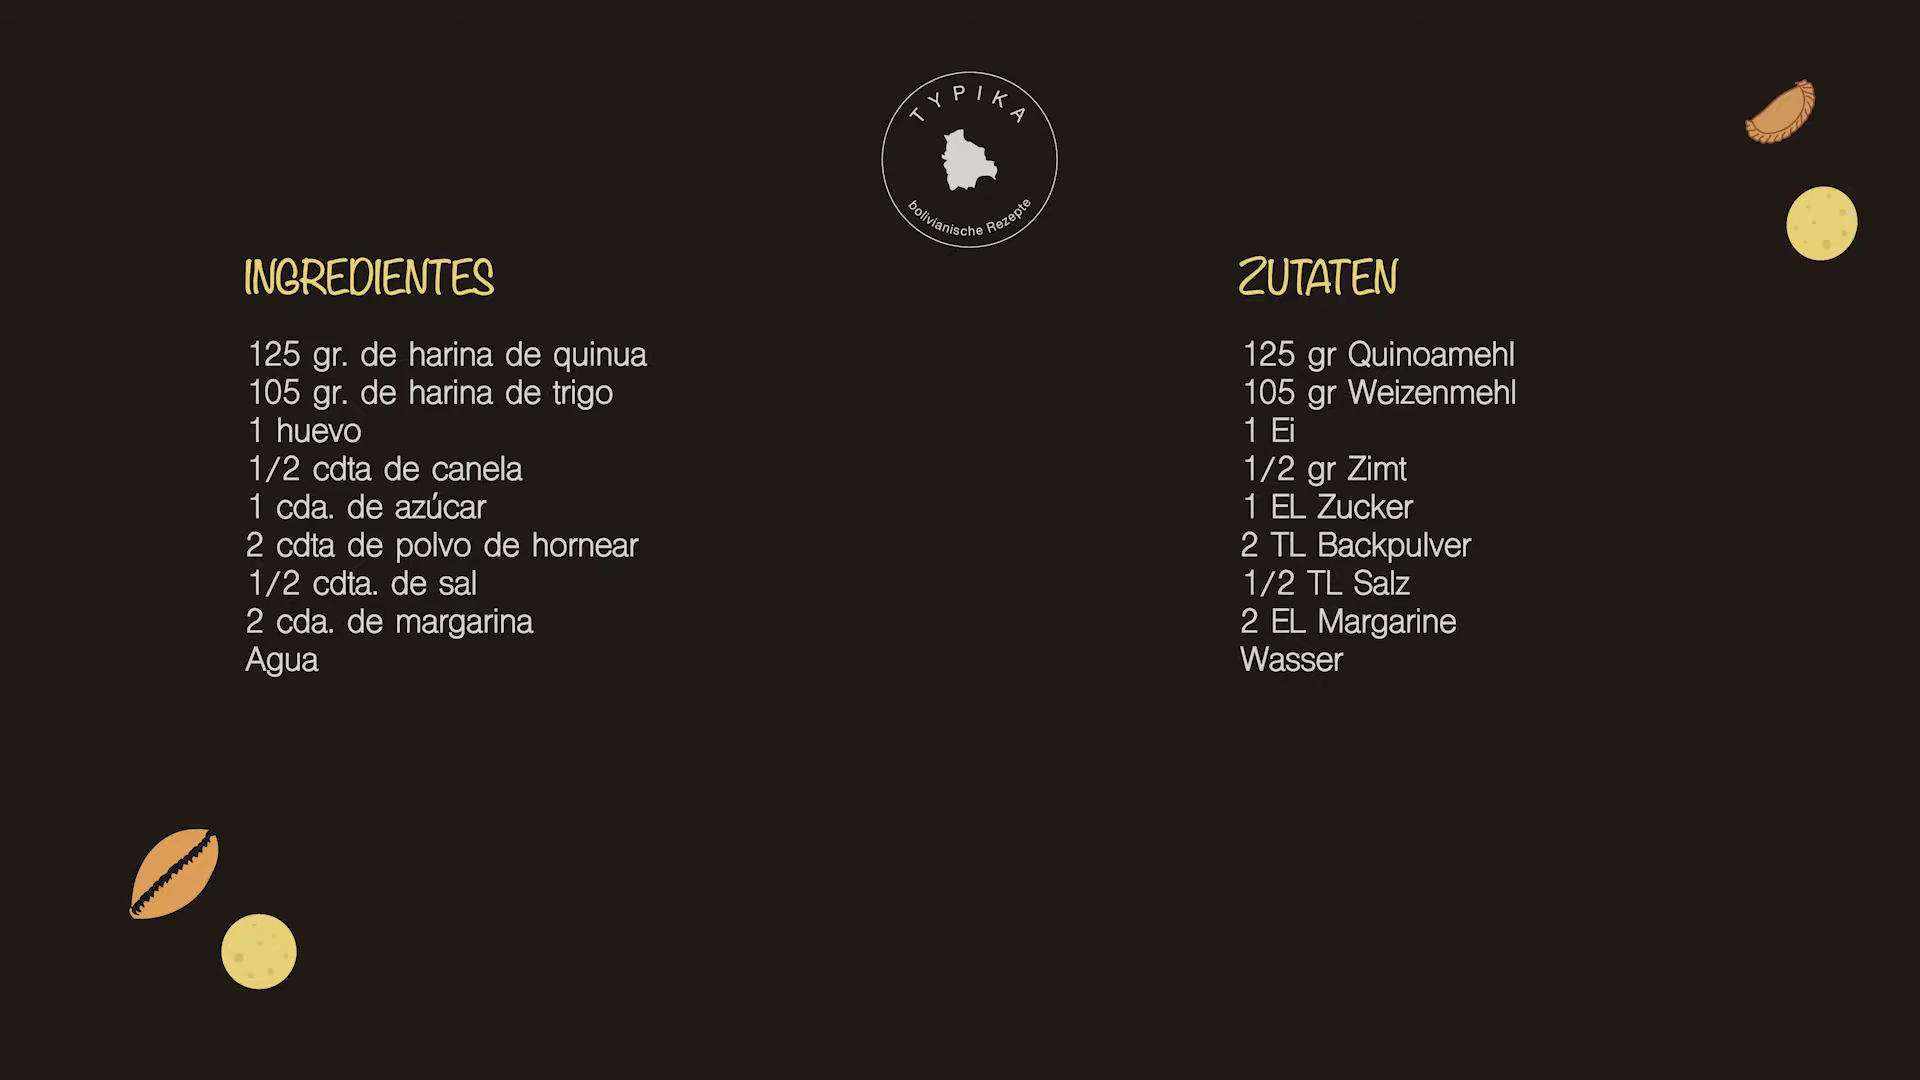 TYPIKA
bolivianische Rezepte
INGREDIENTES
125 gr. de harina de quinua
105 gr. de harina de trigo
1 huevo
1/2 cdta de canela
1 cda. de azúcar
2 cdta de polvo de hornear
1/2 cdta. de sal
2 cda. de margarina
Agua
ZUTATEN
125 gr Quinoamehl
105 gr Weizenmehl
1 Ei
1/2 gr Zimt
1 EL Zucker
2 TL Backpulver
1/2 TL Salz
2 EL Margarine
Wasser